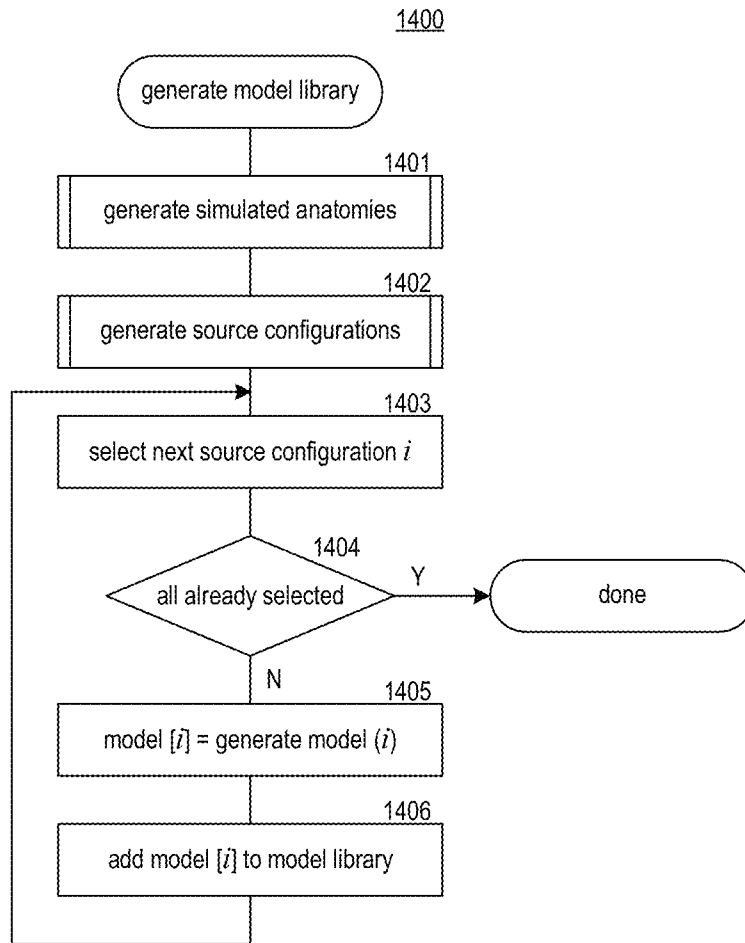 1400
generate model library
1401
generate simulated anatomies
1402
generate source configurations
1403
select next source configuration i
1404
all already selected
Y
done
N
1405
model [i] = generate model (i)
1406
add model [i] to model library